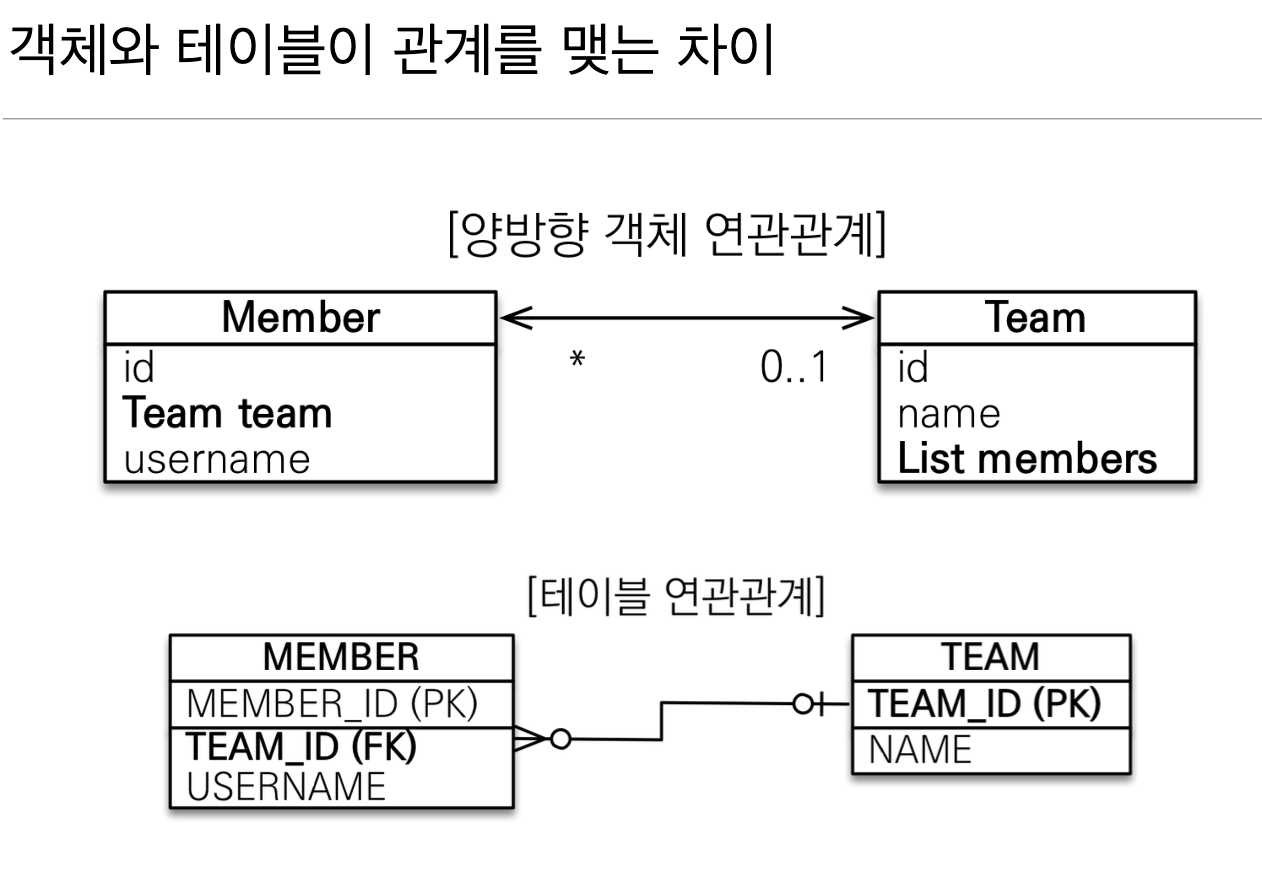 객체와 테이블이 관계를 맺는 차이
[양방향 객체 연관관계]
Member
id
Team team
username
* 0..1
Team
id
name
List members
[테이블 연관관계]
MEMBER
MEMBER_ID (PK)
TEAM_ID (FK)
USERNAME
TEAM
TEAM_ID (PK)
NAME